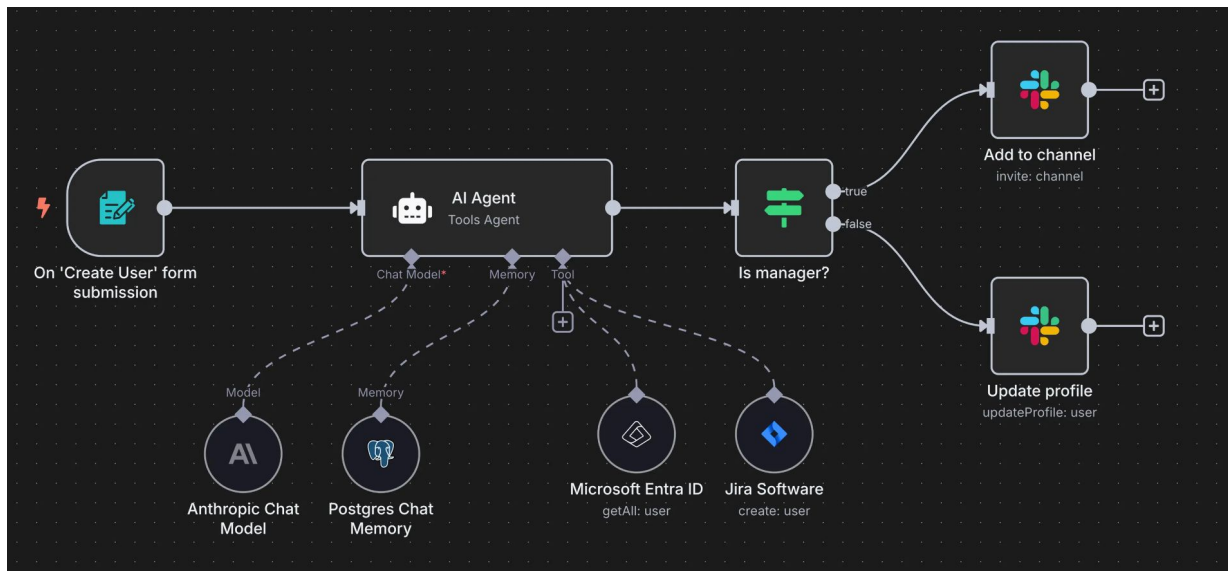 On 'Create User' form
submission
AI Agent
Tools Agent
Chat Model*
Memory
Tool
Model
Memory
Anthropic Chat
Model
Postgres Chat
Memory
Microsoft Entra ID
getAll: user
Jira Software
create: user
Is manager?
true
false
Add to channel
invite: channel
Update profile
updateProfile: user